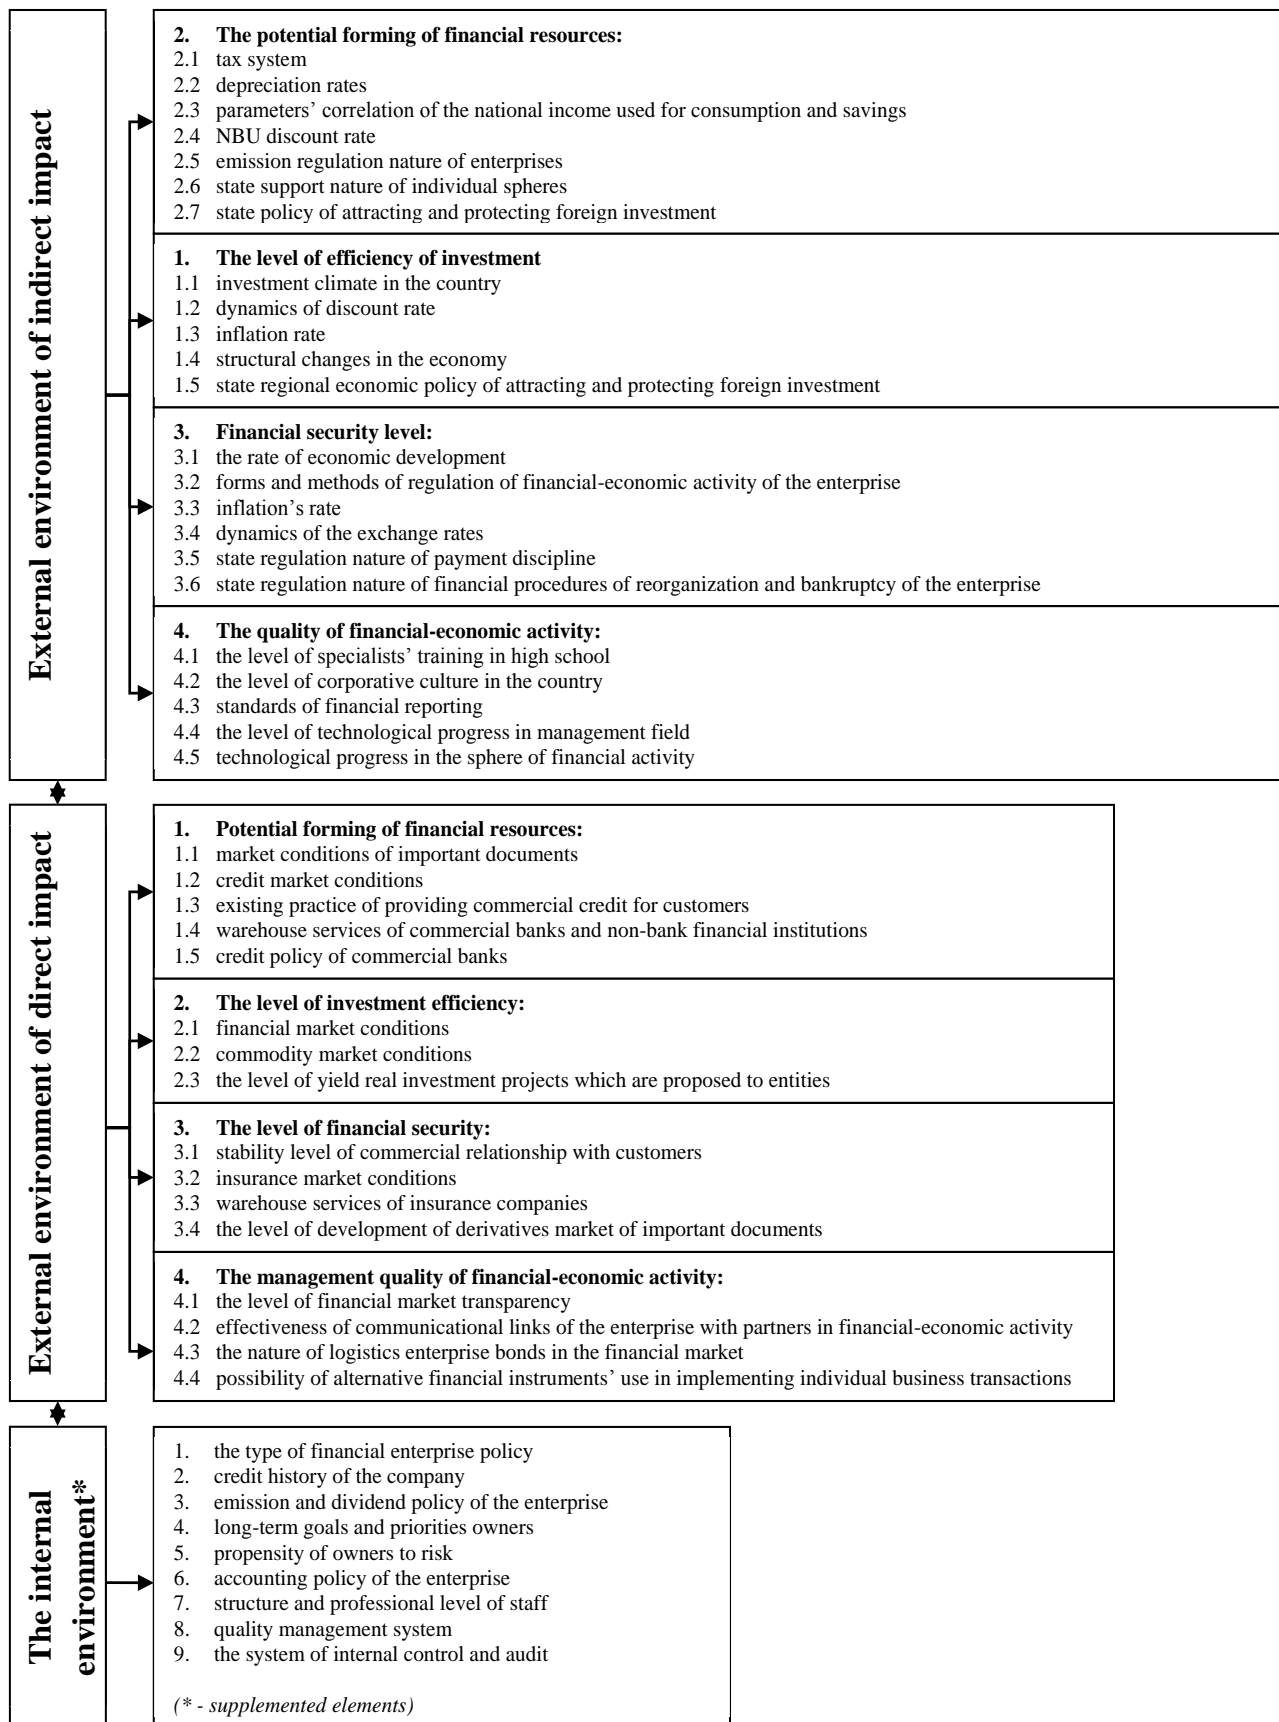 External environment of indirect impact
2. The potential forming of financial resources:
2.1 tax system
2.2 depreciation rates
2.3 parameters’ correlation of the national income used for consumption and savings
2.4 NBU discount rate
2.5 emission regulation nature of enterprises
2.6 state support nature of individual spheres
2.7 state policy of attracting and protecting foreign investment
1. The level of efficiency of investment
1.1 investment climate in the country
1.2 dynamics of discount rate
1.3 inflation rate
1.4 structural changes in the economy
1.5 state regional economic policy of attracting and protecting foreign investment
3. Financial security level:
3.1 the rate of economic development
3.2 forms and methods of regulation of financial-economic activity of the enterprise
3.3 inflation’s rate
3.4 dynamics of the exchange rates
3.5 state regulation nature of payment discipline
3.6 state regulation nature of financial procedures of reorganization and bankruptcy of the enterprise
4. The quality of financial-economic activity:
4.1 the level of specialists’ training in high school
4.2 the level of corporative culture in the country
4.3 standards of financial reporting
4.4 the level of technological progress in management field
4.5 technological progress in the sphere of financial activity
External environment of direct impact
1. Potential forming of financial resources:
1.1 market conditions of important documents
1.2 credit market conditions
1.3 existing practice of providing commercial credit for customers
1.4 warehouse services of commercial banks and non-bank financial institutions
1.5 credit policy of commercial banks
2. The level of investment efficiency:
2.1 financial market conditions
2.2 commodity market conditions
2.3 the level of yield real investment projects which are proposed to entities
3. The level of financial security:
3.1 stability level of commercial relationship with customers
3.2 insurance market conditions
3.3 warehouse services of insurance companies
3.4 the level of development of derivatives market of important documents
4. The management quality of financial-economic activity:
4.1 the level of financial market transparency
4.2 effectiveness of communicational links of the enterprise with partners in financial-economic activity
4.3 the nature of logistics enterprise bonds in the financial market
4.4 possibility of alternative financial instruments’ use in implementing individual business transactions
The internal
environment*
1. the type of financial enterprise policy
2. credit history of the company
3. emission and dividend policy of the enterprise
4. long-term goals and priorities owners
5. propensity of owners to risk
6. accounting policy of the enterprise
7. structure and professional level of staff
8. quality management system
9. the system of internal control and audit
(* - supplemented elements)